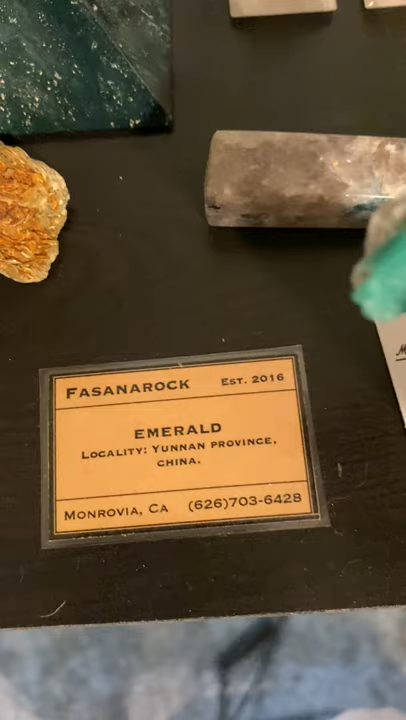 FASANAROCK EST. 2016
EMERALD
LOCALITY: YUNNAN PROVINCE,
CHINA.
MONROVIA, CA (626)703-6428
M